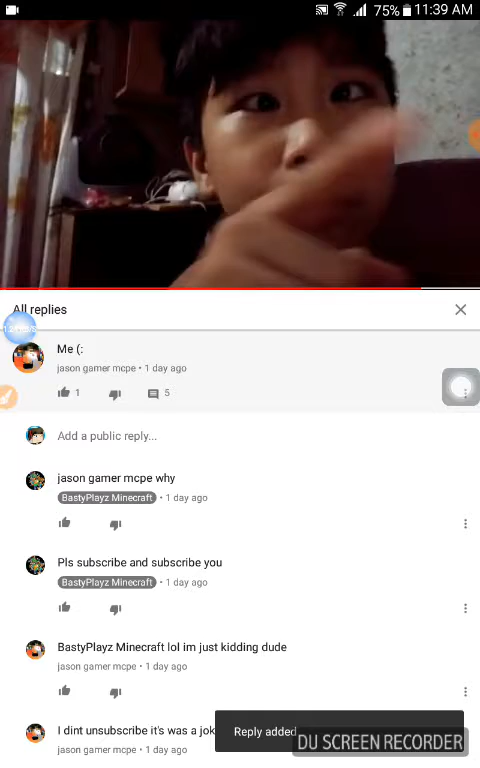 75% 11:39 AM
All replies
Me (:
jason gamer mcpe • 1 day ago
1 5
Add a public reply...
jason gamer mcpe why
BastyPlayz Minecraft • 1 day ago
Pls subscribe and subscribe you
BastyPlayz Minecraft • 1 day ago
BastyPlayz Minecraft lol im just kidding dude
jason gamer mcpe • 1 day ago
I dint unsubscribe it's was a jok
Reply added
jason gamer mcpe • 1 day ago
DU SCREEN RECORDER